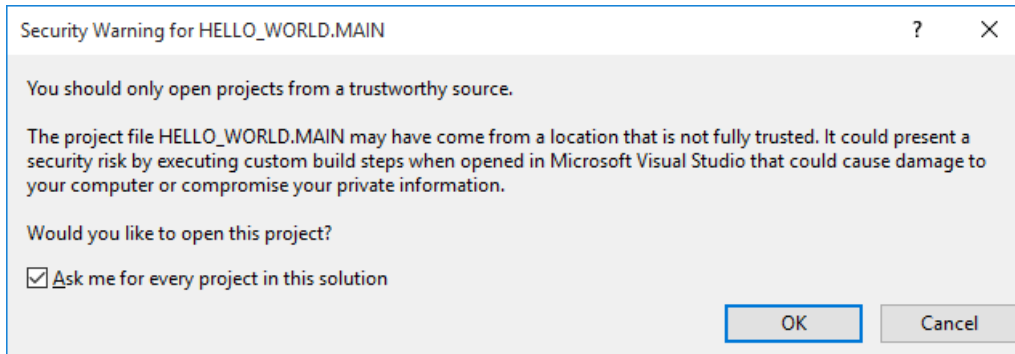 Security Warning for HELLO_WORLD.MAIN ?
You should only open projects from a trustworthy source.
The project file HELLO_WORLD.MAIN may have come from a location that is not fully trusted. It could present a
security risk by executing custom build steps when opened in Microsoft Visual Studio that could cause damage to
your computer or compromise your private information.
Would you like to open this project?
Ask me for every project in this solution
OK Cancel